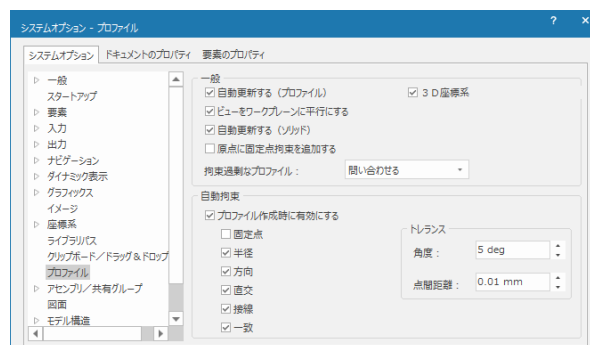 システムオプション - プロファイル
? ×
システムオプション ドキュメントのプロパティ 要素のプロパティ
一般
スタートアップ
要素
入力
出力
ナビゲーション
ダイナミック表示
グラフィックス
イメージ
座標系
ライブラリパス
クリップボード／ドラッグ＆ドロップ
プロファイル
アセンブリ／共有グループ
図面
モデル構造
一般
自動更新する（プロファイル）
３Ｄ座標系
ビューをワークプレーンに平行にする
自動更新する（ソリッド）
原点に固定点拘束を追加する
拘束過剰なプロファイル： 問い合わせる
自動拘束
プロファイル作成時に有効にする
固定点
半径
方向
直交
接線
一致
トレランス
角度： 5 deg
点間距離： 0.01 mm